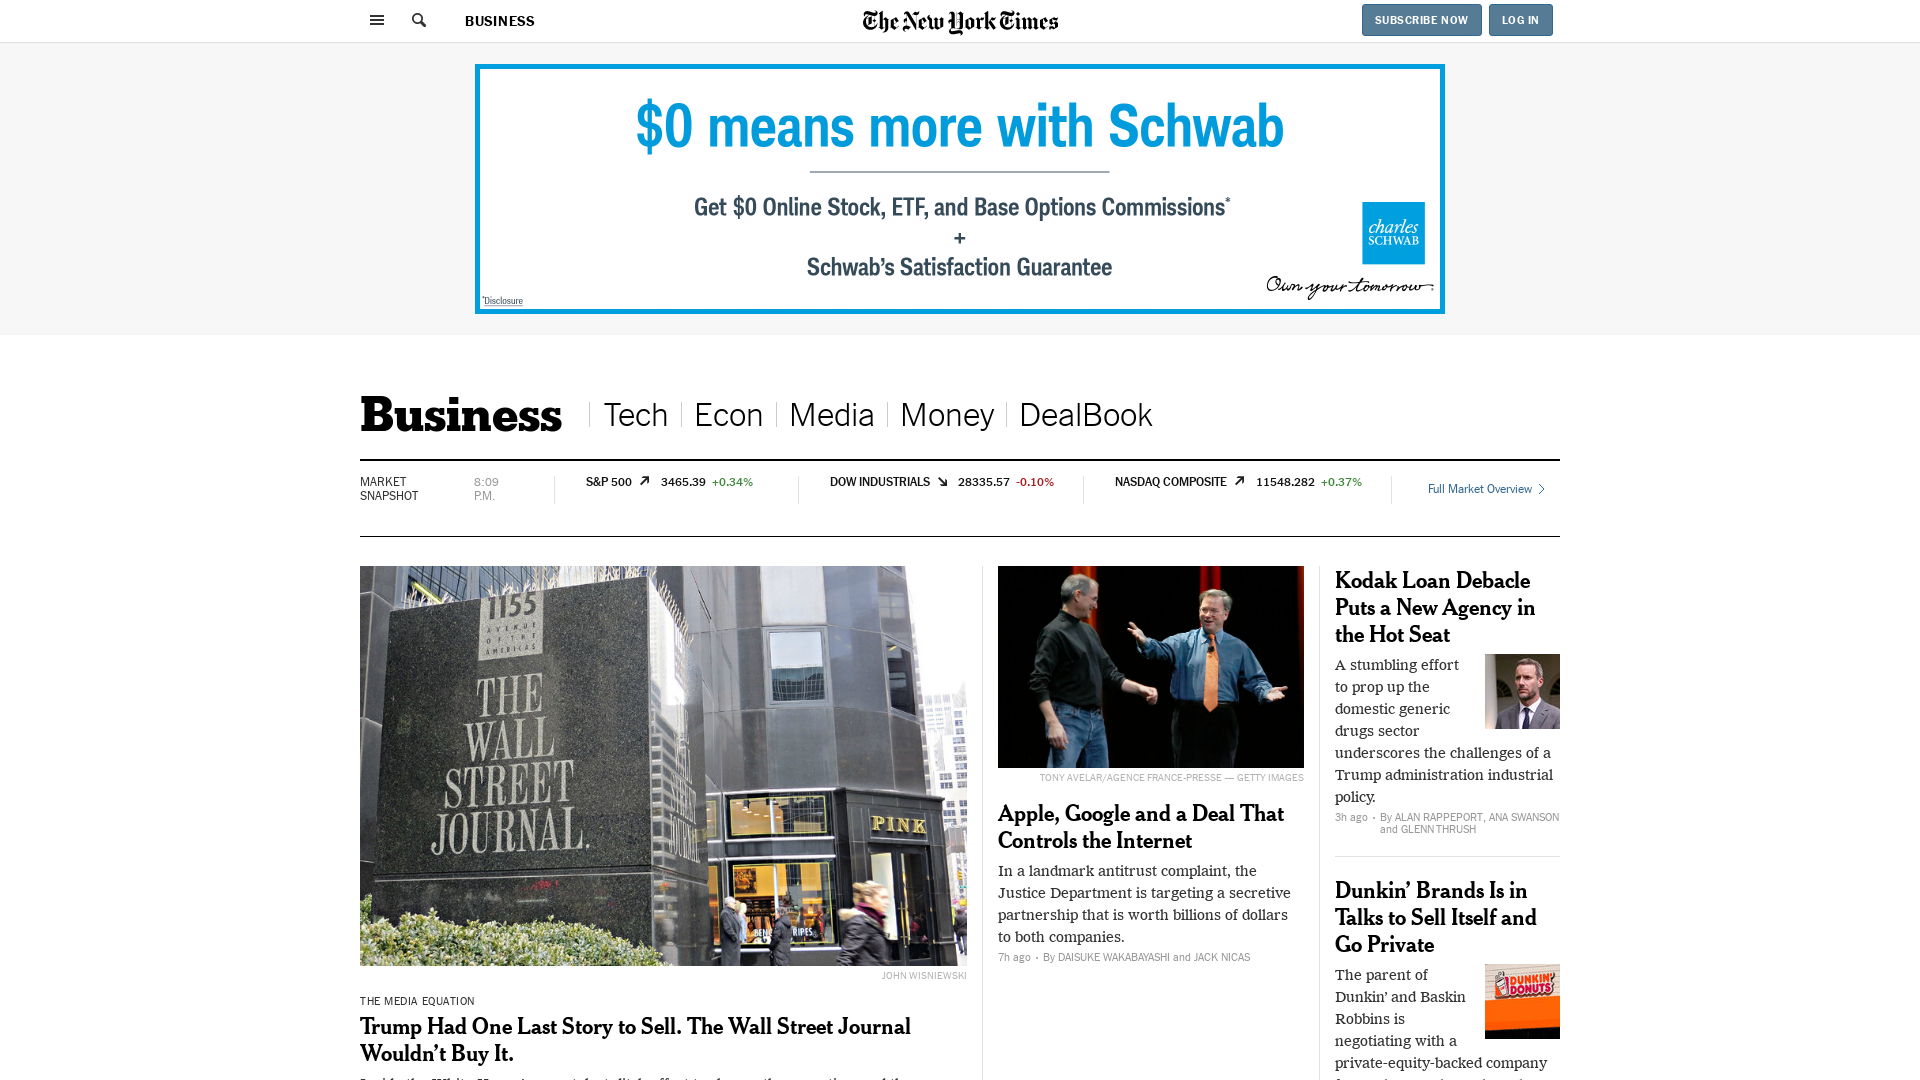 BUSINESS
The New York Times
SUBSCRIBE NOW
LOG IN
$0 means more with Schwab
Get $0 Online Stock, ETF, and Base Options Commissions*
+
Schwab's Satisfaction Guarantee
charles
SCHWAB
Own your tomorrow
*Disclosure
Business
Tech
Econ
Media
Money
DealBook
MARKET
SNAPSHOT
8:09
P.M.
S&P 500 3465.39 +0.34%
DOW INDUSTRIALS 28335.57 -0.10%
NASDAQ COMPOSITE 11548.282 +0.37%
Full Market Overview
1155
AVENUE
OF THE
AMERICAS
THE
WALL
STREET
JOURNAL.
PINK
JOHN WISNIEWSKI
THE MEDIA EQUATION
Trump Had One Last Story to Sell. The Wall Street Journal
Wouldn't Buy It.
TONY AVELAR/AGENCE FRANCE-PRESSE — GETTY IMAGES
Apple, Google and a Deal That
Controls the Internet
In a landmark antitrust complaint, the
Justice Department is targeting a secretive
partnership that is worth billions of dollars
to both companies.
7h ago · By DAISUKE WAKABAYASHI and JACK NICAS
Kodak Loan Debacle
Puts a New Agency in
the Hot Seat
A stumbling effort
to prop up the
domestic generic
drugs sector
underscores the challenges of a
Trump administration industrial
policy.
3h ago · By ALAN RAPPEPORT, ANA SWANSON
and GLENN THRUSH
Dunkin' Brands Is in
Talks to Sell Itself and
Go Private
The parent of
Dunkin' and Baskin
Robbins is
negotiating with a
private-equity-backed company
DUNKIN'
DONUTS